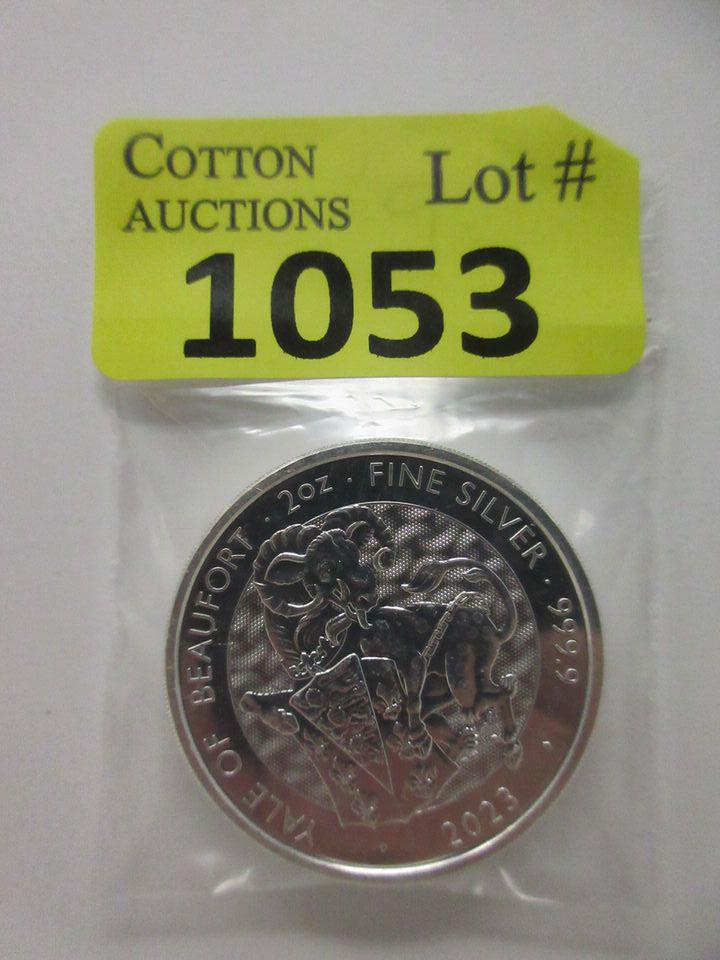 COTTON
AUCTIONS
Lot #
1053
YALE OF BEAUFORT · 2oz · FINE SILVER · 999.9 · 2023 ·